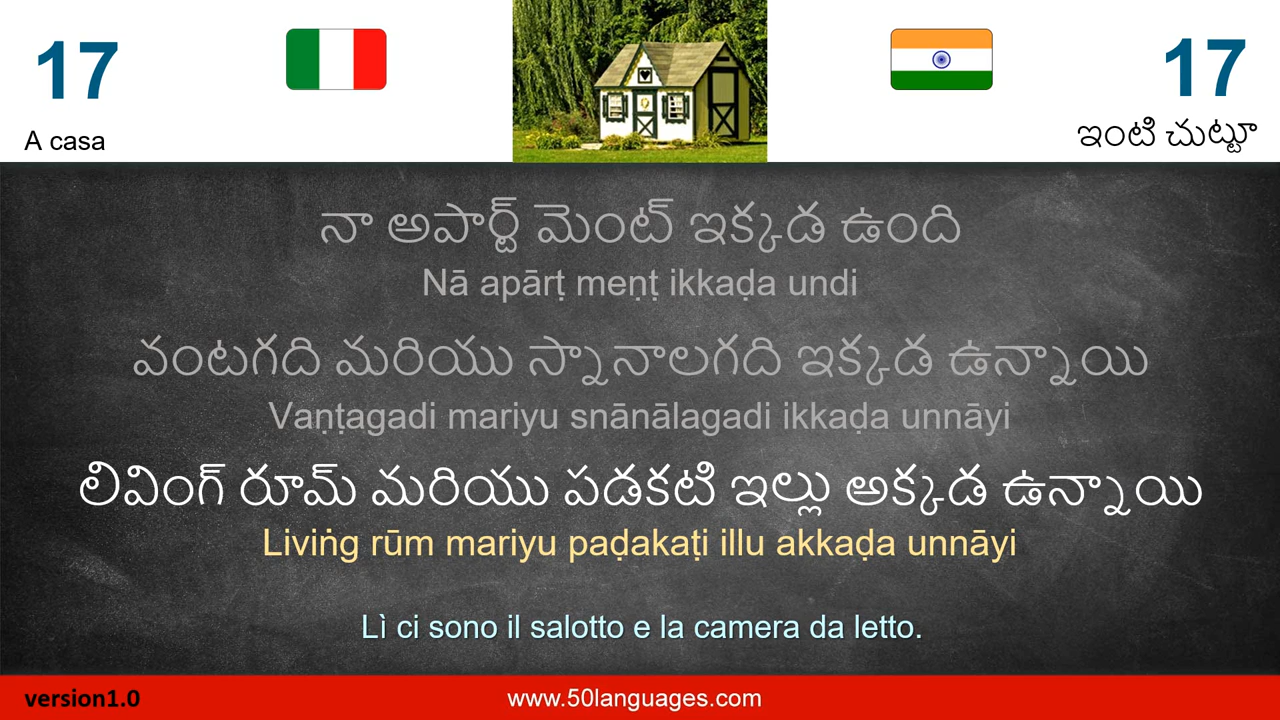 17
17
A casa
ఇంటి చుట్టూ
నా అపార్ట్ మెంట్ ఇక్కడ ఉంది
Nā apārṭ meṇṭ ikkaḍa undi
వంటగది మరియు స్నానాలగది ఇక్కడ ఉన్నాయి
Vaṇṭagadi mariyu snānālagadi ikkaḍa unnāyi
లివింగ్ రూమ్ మరియు పడకటి ఇల్లు అక్కడ ఉన్నాయి
Liviṅg rūm mariyu paḍakaṭi illu akkaḍa unnāyi
Lì ci sono il salotto e la camera da letto.
version1.0
www.50languages.com